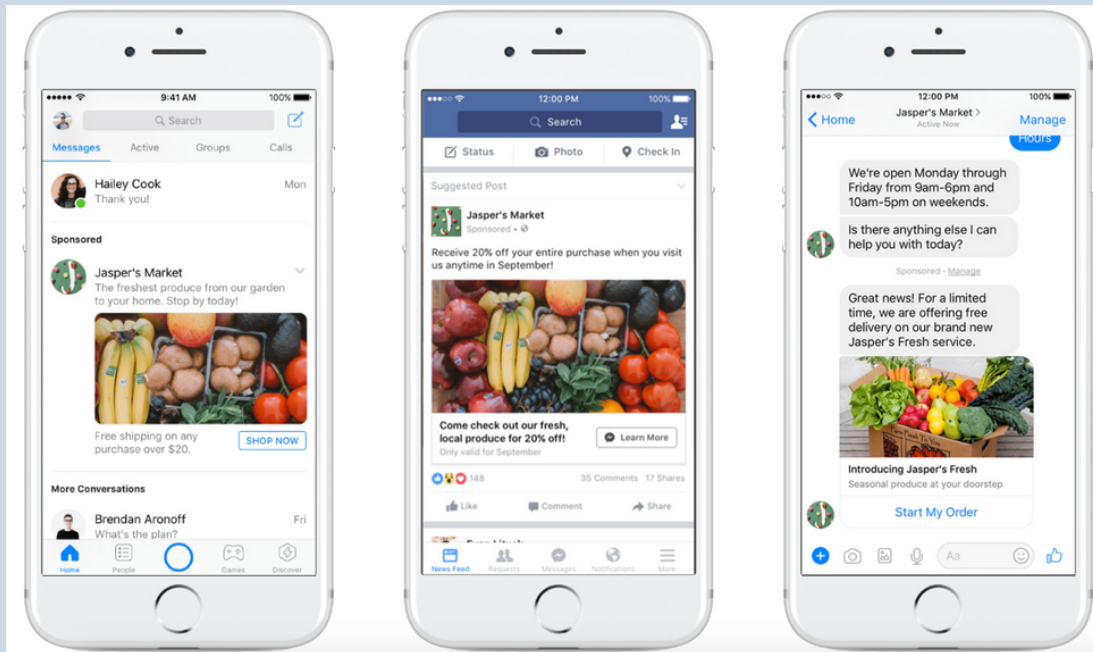 9:41 AM
100%
Search
Messages Active Groups Calls
Hailey Cook Mon
Thank you!
Sponsored
Jasper's Market
The freshest produce from our garden
to your home. Stop by today!
Free shipping on any
purchase over $20.
SHOP NOW
More Conversations
Brendan Aronoff Fri
What's the plan?
Home People Games Discover
12:00 PM
100%
Search
Status Photo Check In
Suggested Post
Jasper's Market
Sponsored •
Receive 20% off your entire purchase when you visit
us anytime in September!
Come check out our fresh,
local produce for 20% off!
Only valid for September
Learn More
148 35 Comments 17 Shares
Like Comment Share
News Feed Requests Messages Notifications More
12:00 PM
100%
Home Jasper's Market > Manage
Active Now
Hours
We're open Monday through
Friday from 9am-6pm and
10am-5pm on weekends.
Is there anything else I can
help you with today?
Sponsored · Manage
Great news! For a limited
time, we are offering free
delivery on our brand new
Jasper's Fresh service.
Introducing Jasper's Fresh
Seasonal produce at your doorstep
Start My Order
Aa